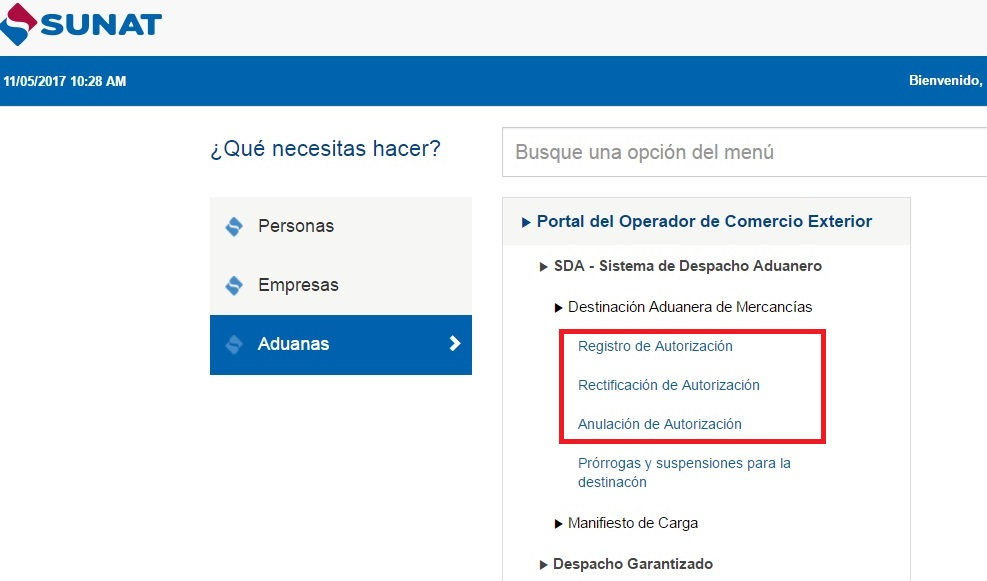 SUNAT
11/05/2017 10:28 AM
Bienvenido,
¿Qué necesitas hacer?
Busque una opción del menú
Personas
Empresas
Aduanas
Portal del Operador de Comercio Exterior
SDA - Sistema de Despacho Aduanero
Destinación Aduanera de Mercancías
Registro de Autorización
Rectificación de Autorización
Anulación de Autorización
Prórrogas y suspensiones para la
destinacón
Manifiesto de Carga
Despacho Garantizado